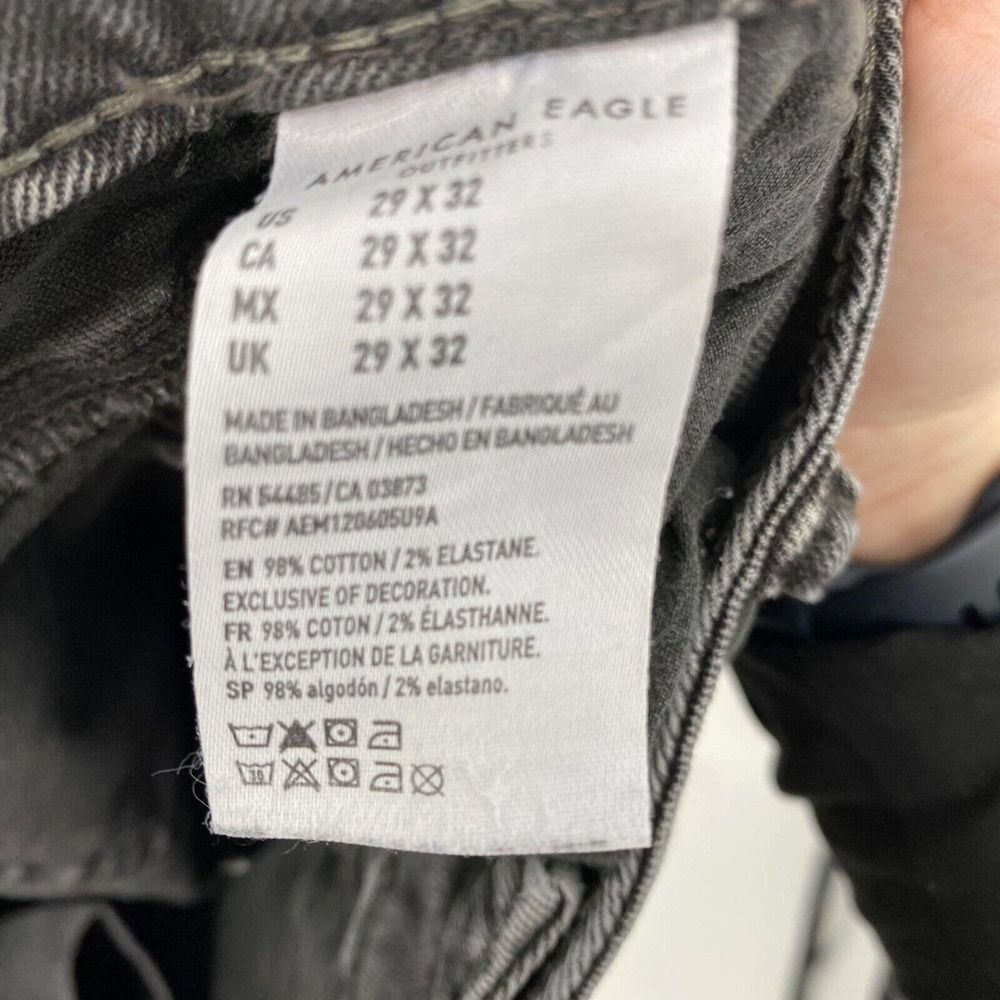 AMERICAN EAGLE
OUTFITTERS
US 29 X 32
CA 29 X 32
MX 29 X 32
UK 29 X 32
MADE IN BANGLADESH / FABRIQUÉ AU
BANGLADESH / HECHO EN BANGLADESH
RN 54485 / CA 03873
RFC# AEM120605U9A
EN 98% COTTON / 2% ELASTANE.
EXCLUSIVE OF DECORATION.
FR 98% COTON / 2% ÉLASTHANNE.
À L'EXCEPTION DE LA GARNITURE.
SP 98% algodón / 2% elastano.
30